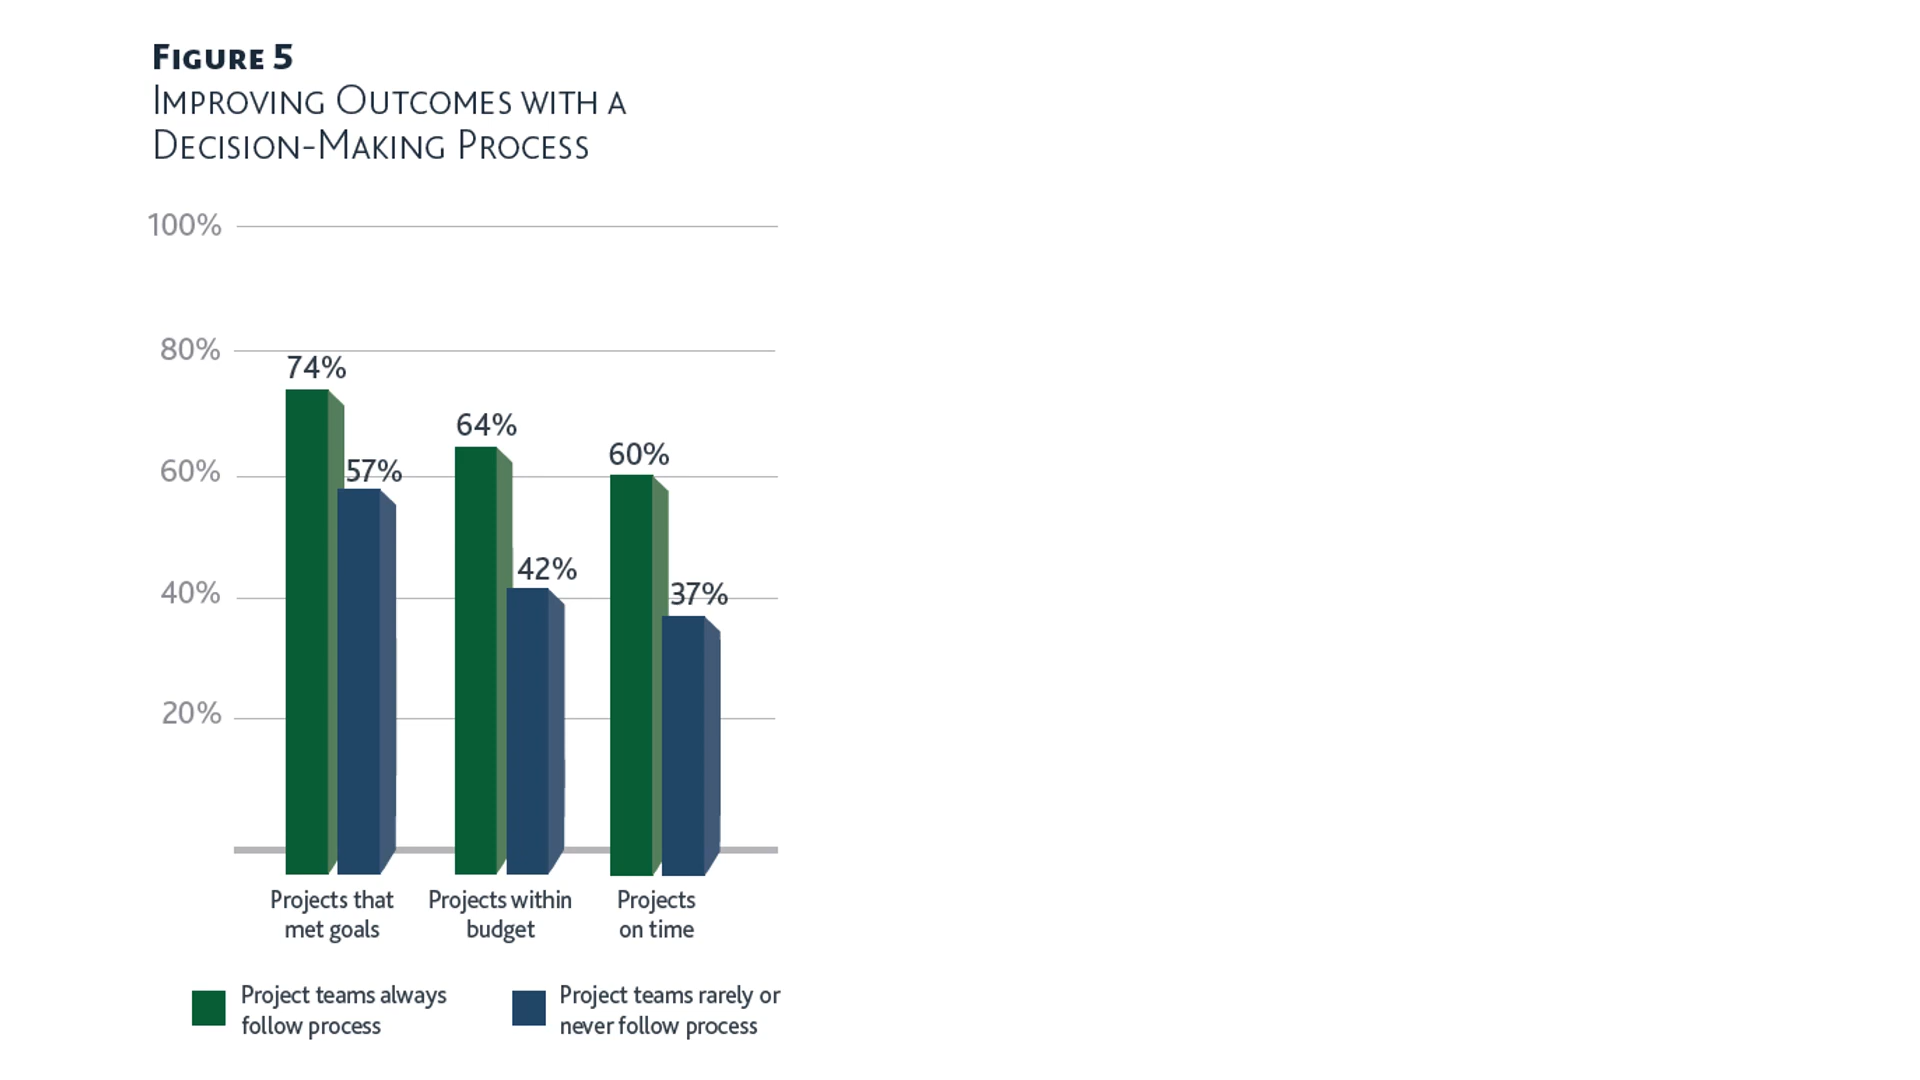 FIGURE 5
IMPROVING OUTCOMES WITH A
DECISION-MAKING PROCESS
100%
80%
60%
40%
20%
74%
57%
64%
42%
60%
37%
Projects that
met goals
Projects within
budget
Projects
on time
Project teams always
follow process
Project teams rarely or
never follow process